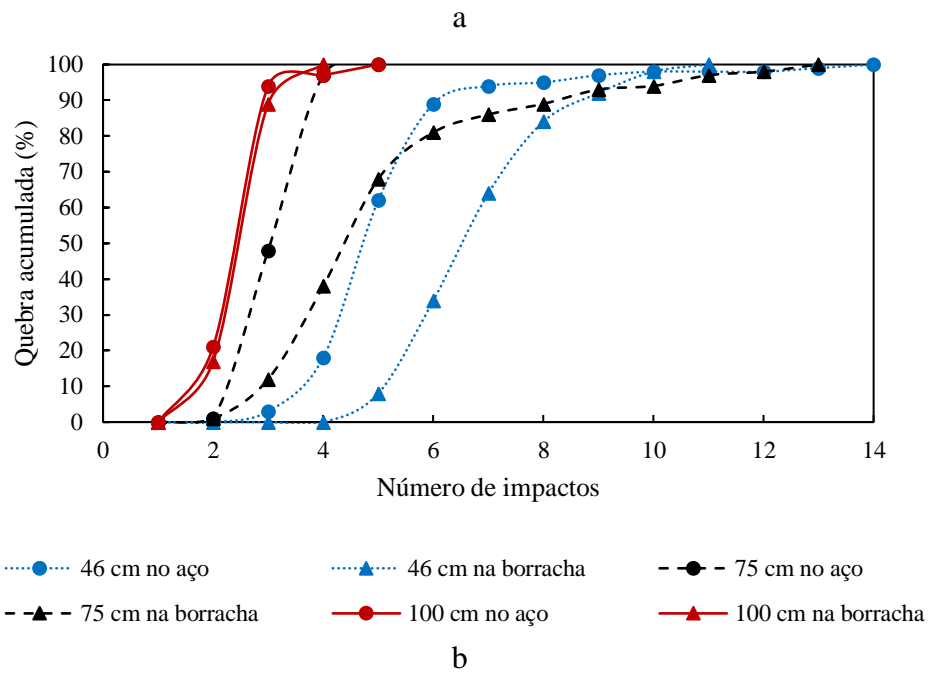 a
100
90
80
70
60
50
40
30
20
10
0
Quebra acumulada (%)
0 2 4 6 8 10 12 14
Número de impactos
46 cm no aço 46 cm na borracha 75 cm no aço
75 cm na borracha 100 cm no aço 100 cm na borracha
b